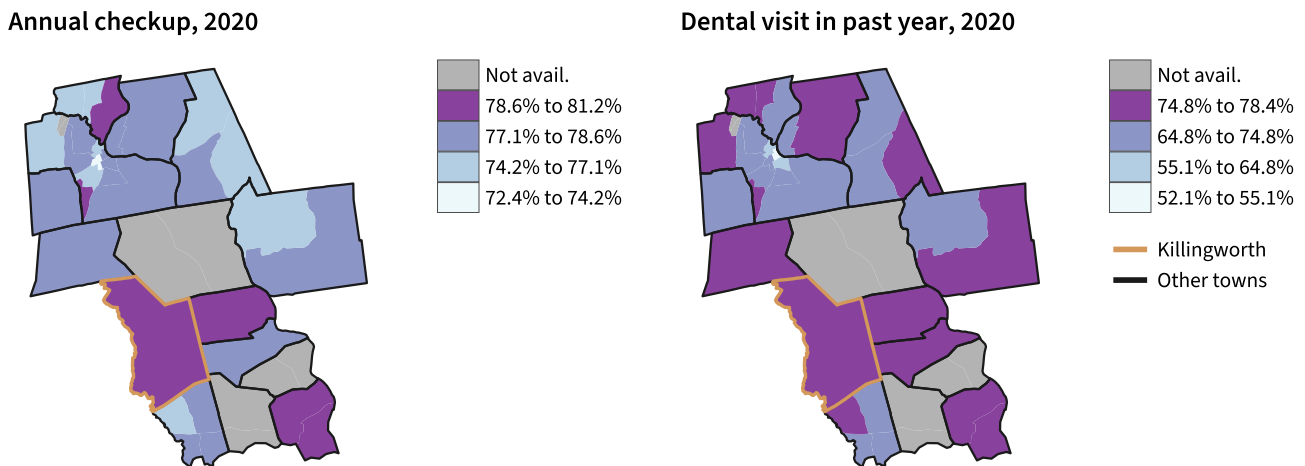 Annual checkup, 2020
Not avail.
78.6% to 81.2%
77.1% to 78.6%
74.2% to 77.1%
72.4% to 74.2%
Dental visit in past year, 2020
Not avail.
74.8% to 78.4%
64.8% to 74.8%
55.1% to 64.8%
52.1% to 55.1%
Killingworth
Other towns